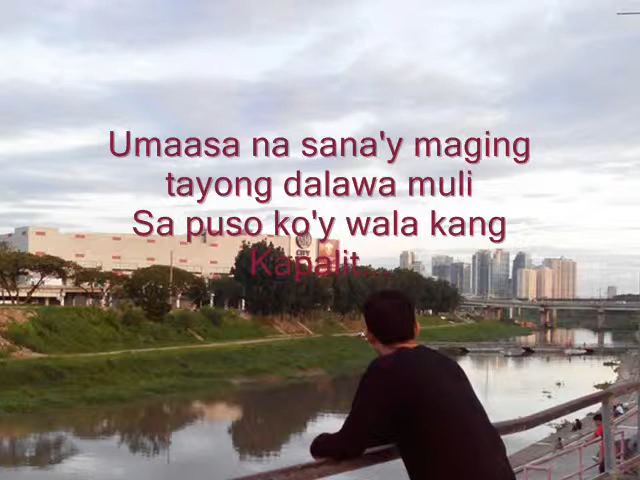 Umaasa na sana'y maging
tayong dalawa muli
Sa puso ko'y wala kang
Kapalit...